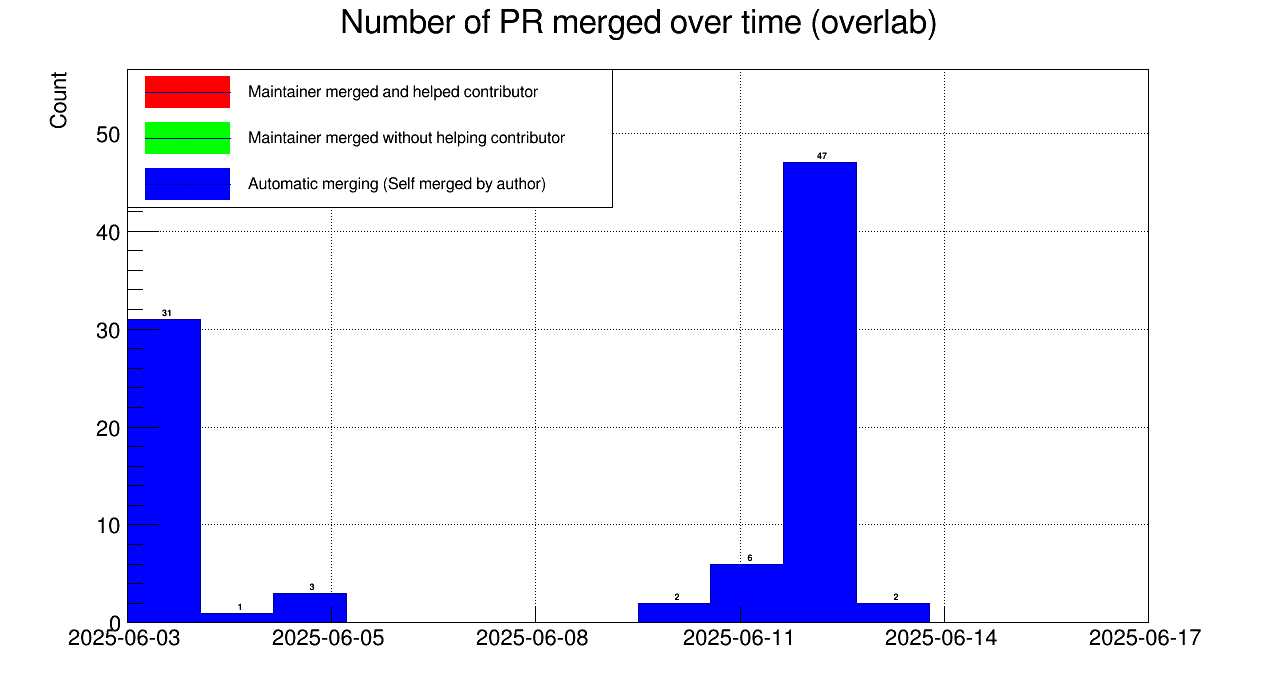 Number of PR merged over time (overlab)
Count
Maintainer merged and helped contributor
Maintainer merged without helping contributor
Automatic merging (Self merged by author)
50
40
30
20
10
0
31
1
3
2
6
47
2
2025-06-03 2025-06-05 2025-06-08 2025-06-11 2025-06-14 2025-06-17